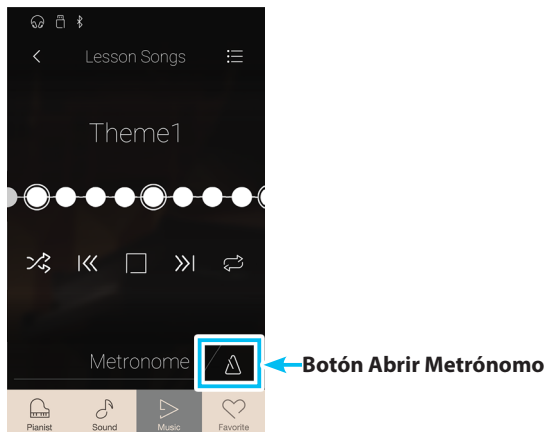 Lesson Songs
Theme1
Metronome
Botón Abrir Metrónomo
Pianist Sound Music Favorite